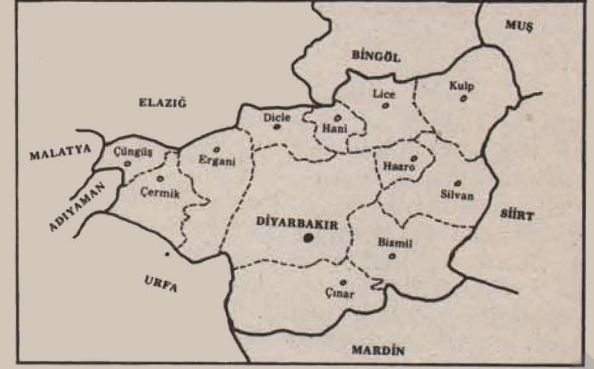 MUŞ
BİNGÖL
Kulp
Lice
ELAZIĞ
Dicle
Hani
MALATYA
Çüngüş
Ergani
Hazro
Çermik
Silvan
ADIYAMAN
SİİRT
DİYARBAKIR
Bismil
URFA
Çınar
MARDİN